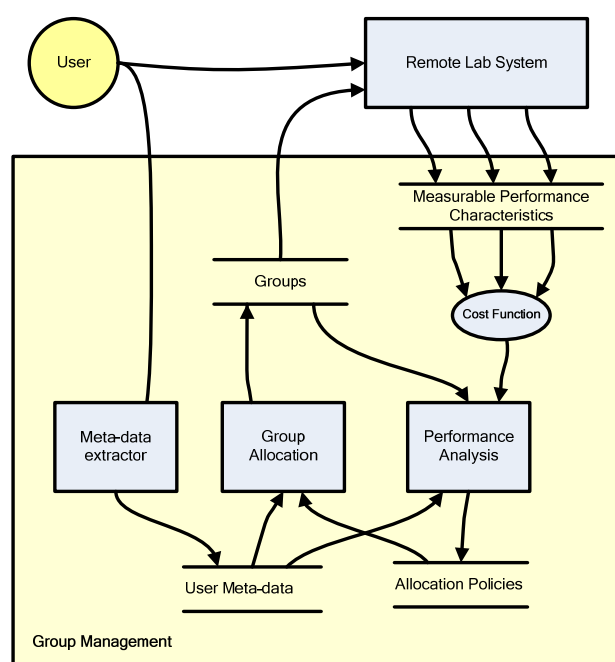 User
Remote Lab System
Measurable Performance
Characteristics
Groups
Cost Function
Meta-data
extractor
Group
Allocation
Performance
Analysis
User Meta-data
Allocation Policies
Group Management